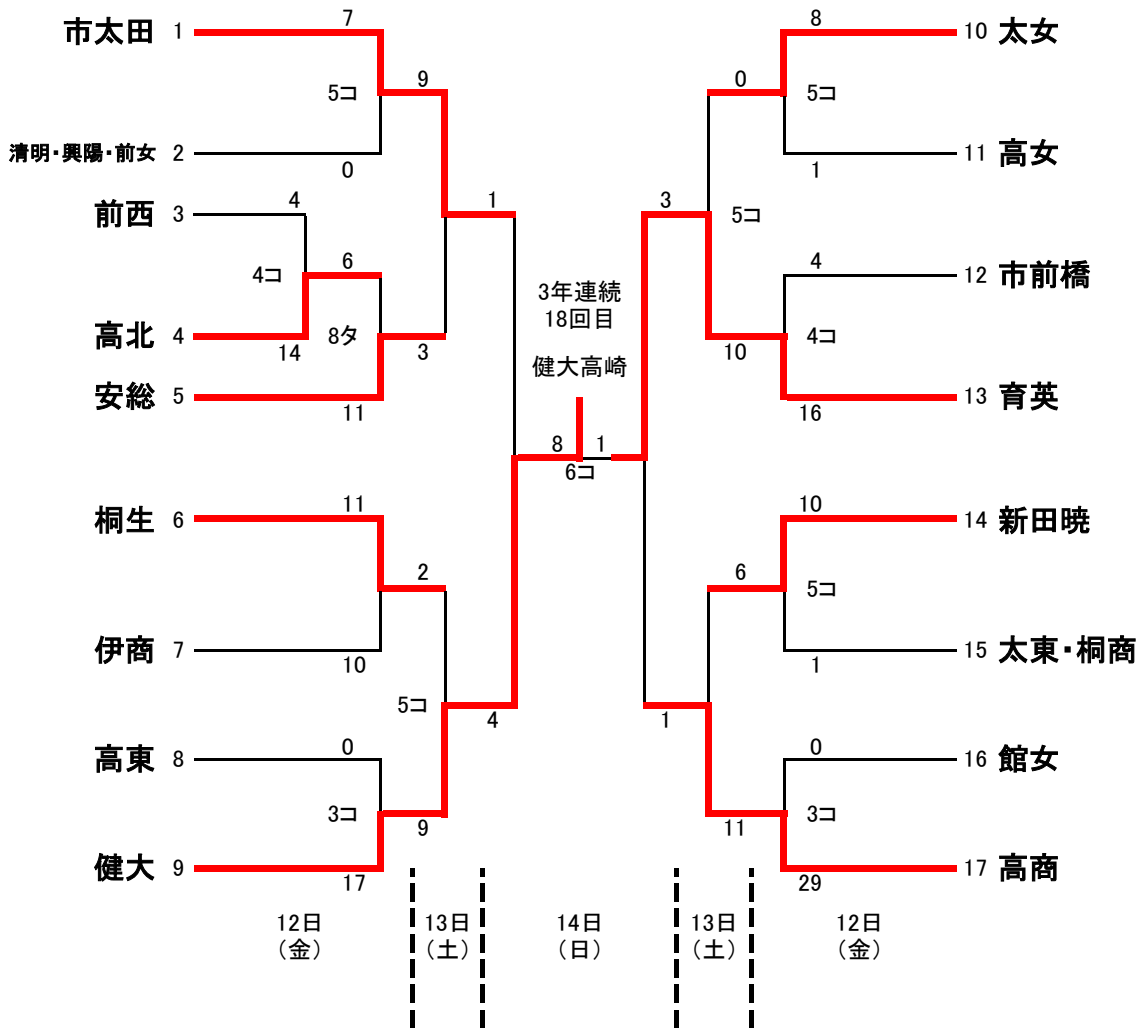 7
市太田 1
9
5コ
清明・興陽・前女 2
0
前西 3
4
1
4コ
6
高北 4
14
8タ
3
安総 5
11
桐生 6
11
2
伊商 7
10
5コ
4
高東 8
0
3コ
9
健大 9
17
3年連続
18回目
健大高崎
8
1
6コ
8
10 太女
0
5コ
11 高女
1
3
5コ
4
12 市前橋
4コ
10
13 育英
16
10
14 新田暁
6
5コ
15 太東・桐商
1
1
0
16 館女
3コ
11
17 高商
29
12日
（金）
13日
（土）
14日
（日）
13日
（土）
12日
（金）